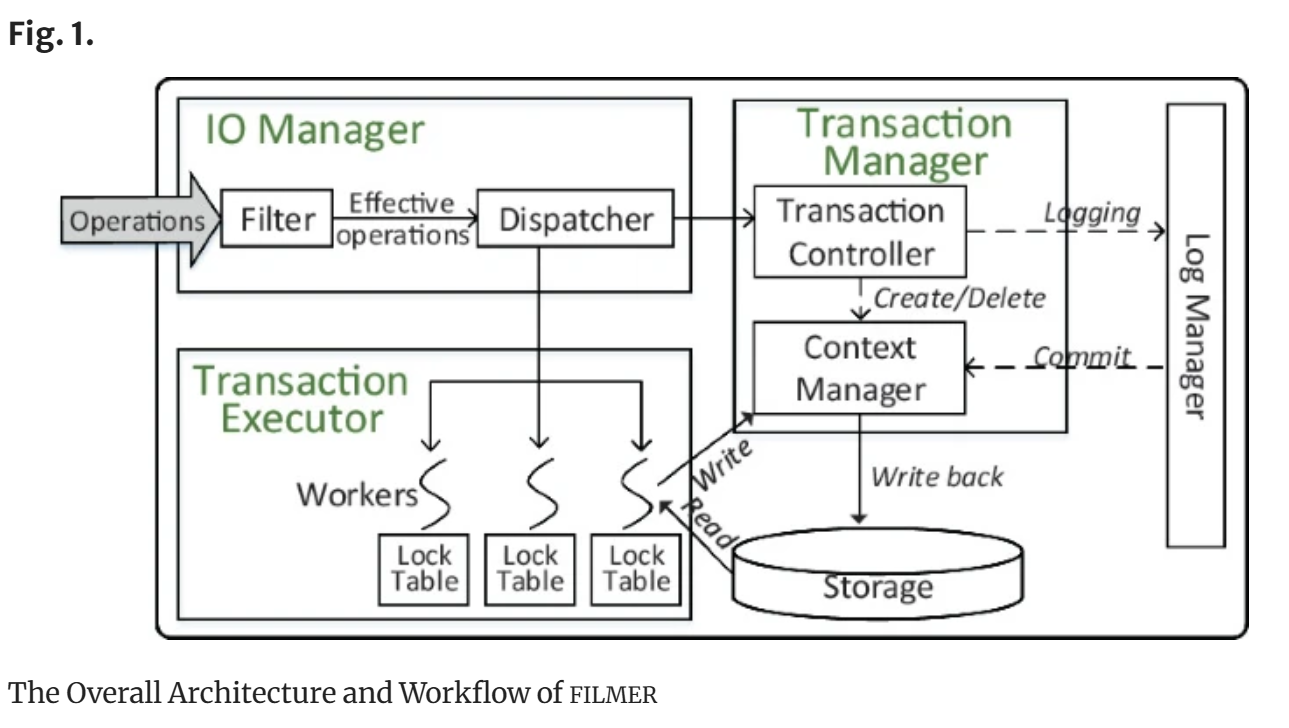 Fig. 1.
IO Manager
Operations
Filter
Effective
operations
Dispatcher
Transaction
Manager
Transaction
Controller
Logging
Create/Delete
Context
Manager
Commit
Log Manager
Transaction
Executor
Workers
Lock
Table
Lock
Table
Lock
Table
Write
Read
Write back
Storage
The Overall Architecture and Workflow of FILMER